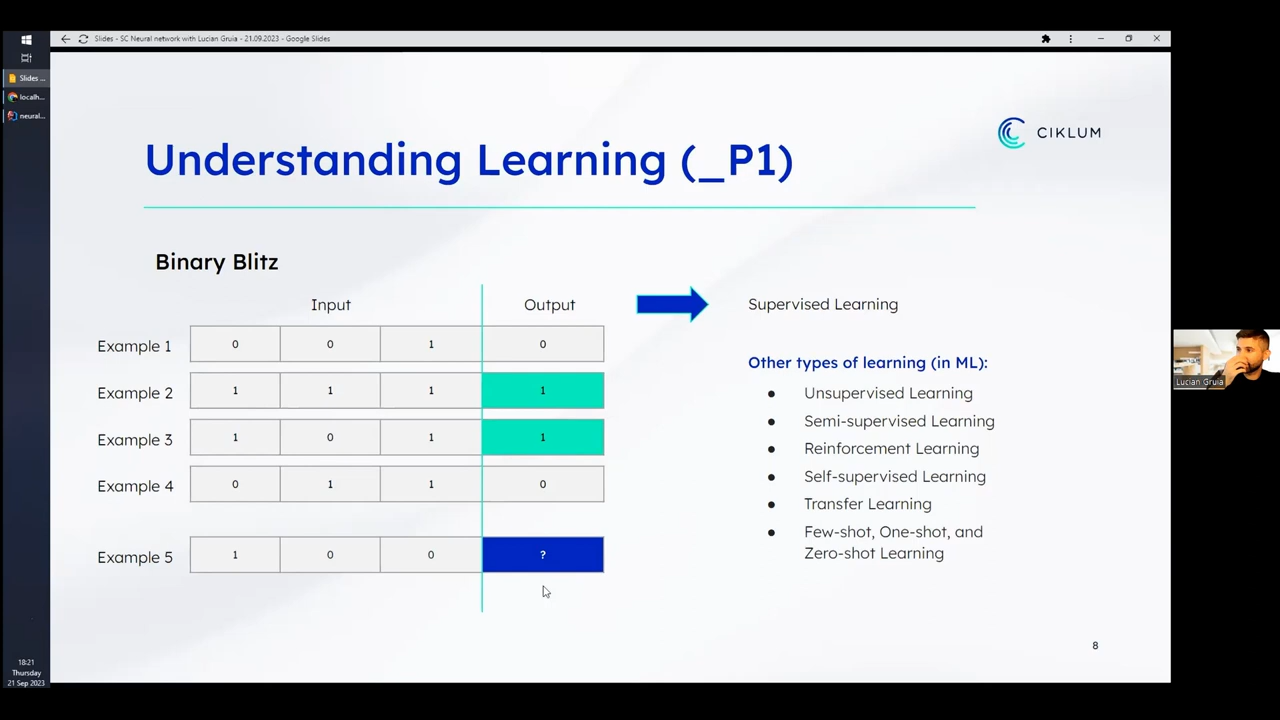 Slides - SC Neural network with Lucian Gruia - 21.09.2023 - Google Slides
Slides ...
localh...
neural...
CIKLUM
Understanding Learning (_P1)
Binary Blitz
Input Output
Example 1 0 0 1 0
Example 2 1 1 1 1
Example 3 1 0 1 1
Example 4 0 1 1 0
Example 5 1 0 0 ?
Supervised Learning
Other types of learning (in ML):
● Unsupervised Learning
● Semi-supervised Learning
● Reinforcement Learning
● Self-supervised Learning
● Transfer Learning
● Few-shot, One-shot, and
Zero-shot Learning
8
Lucian Gruia
18:21
Thursday
21 Sep 2023